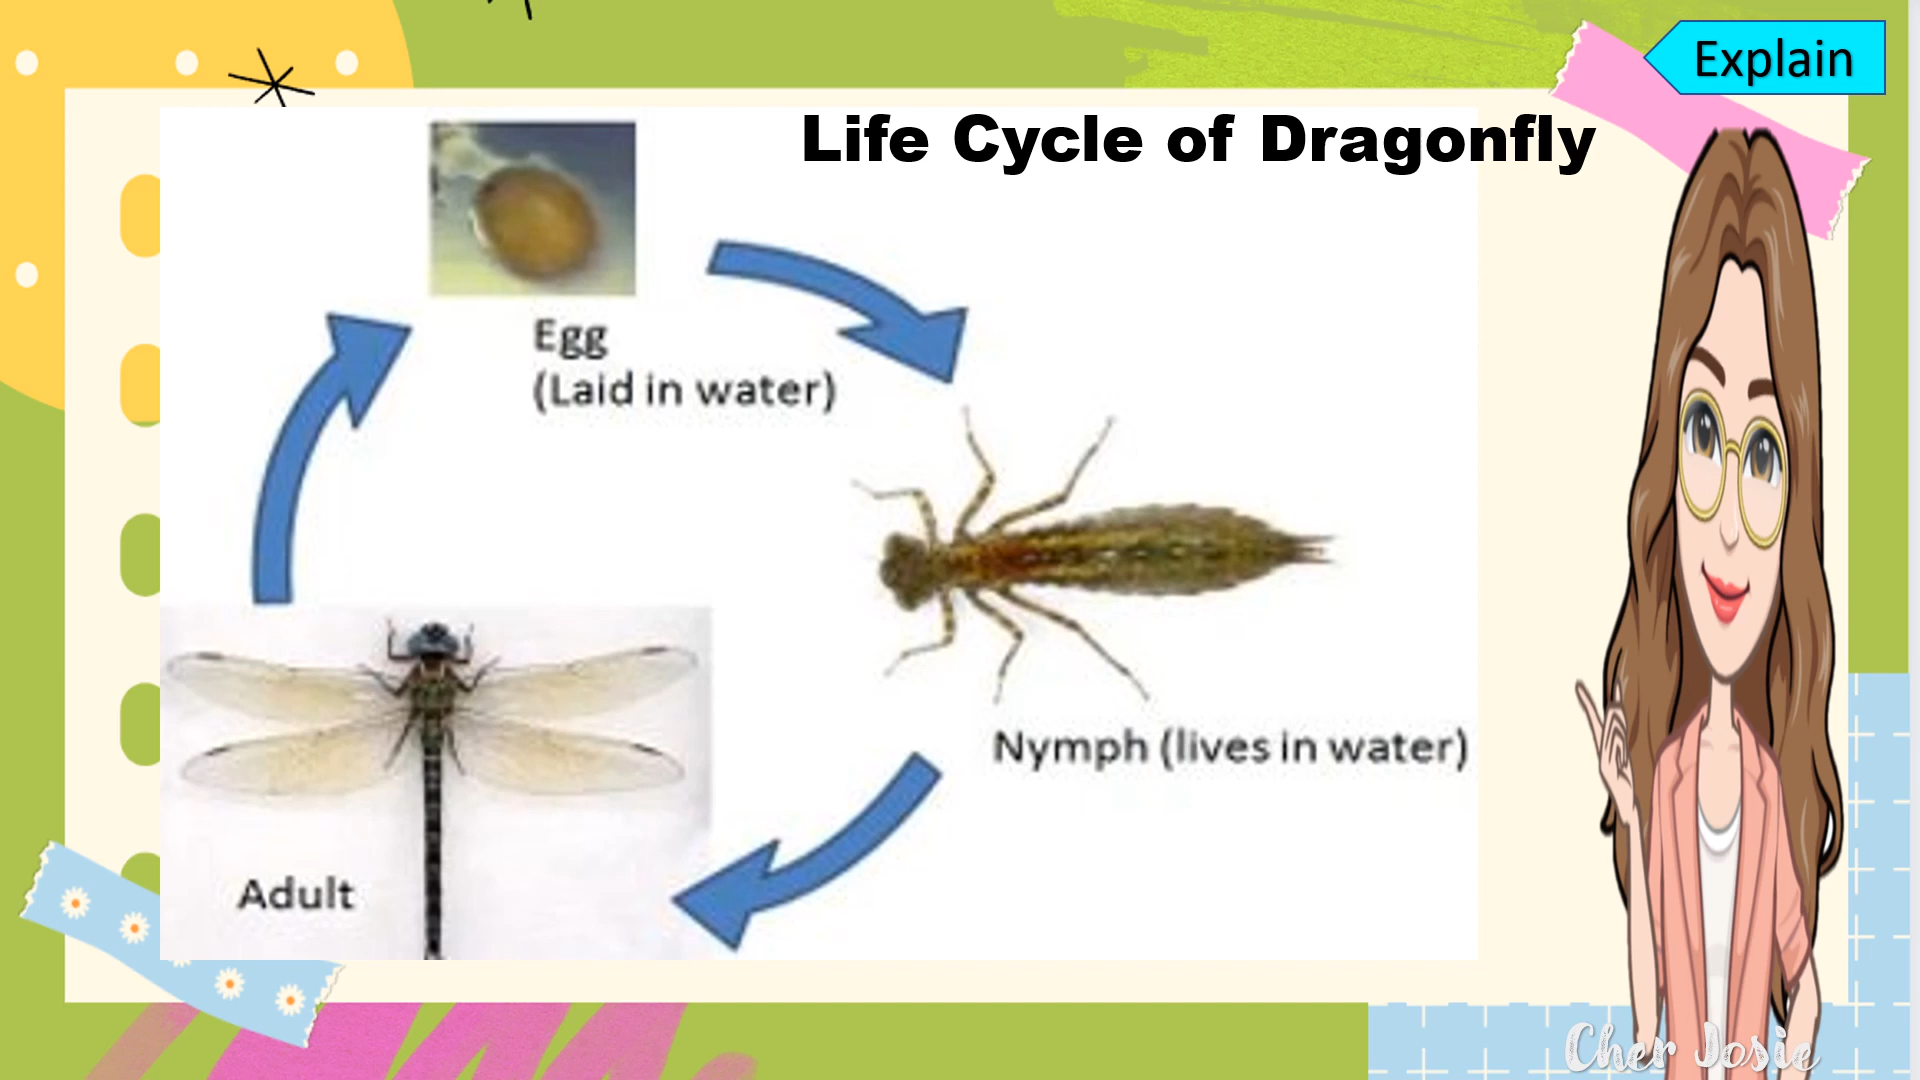 Explain
Life Cycle of Dragonfly
Egg
(Laid in water)
Nymph (lives in water)
Adult
Cher Josie